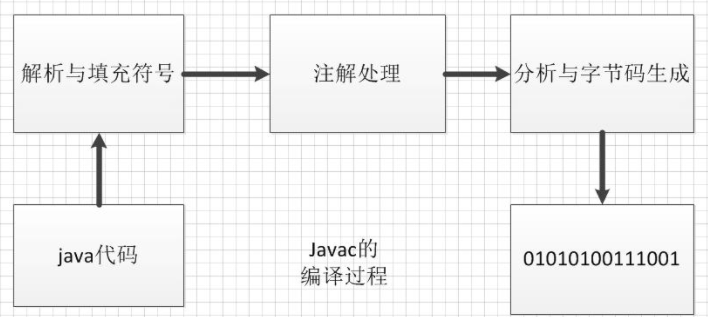 解析与填充符号
注解处理
分析与字节码生成
java代码
Javac的
编译过程
01010100111001